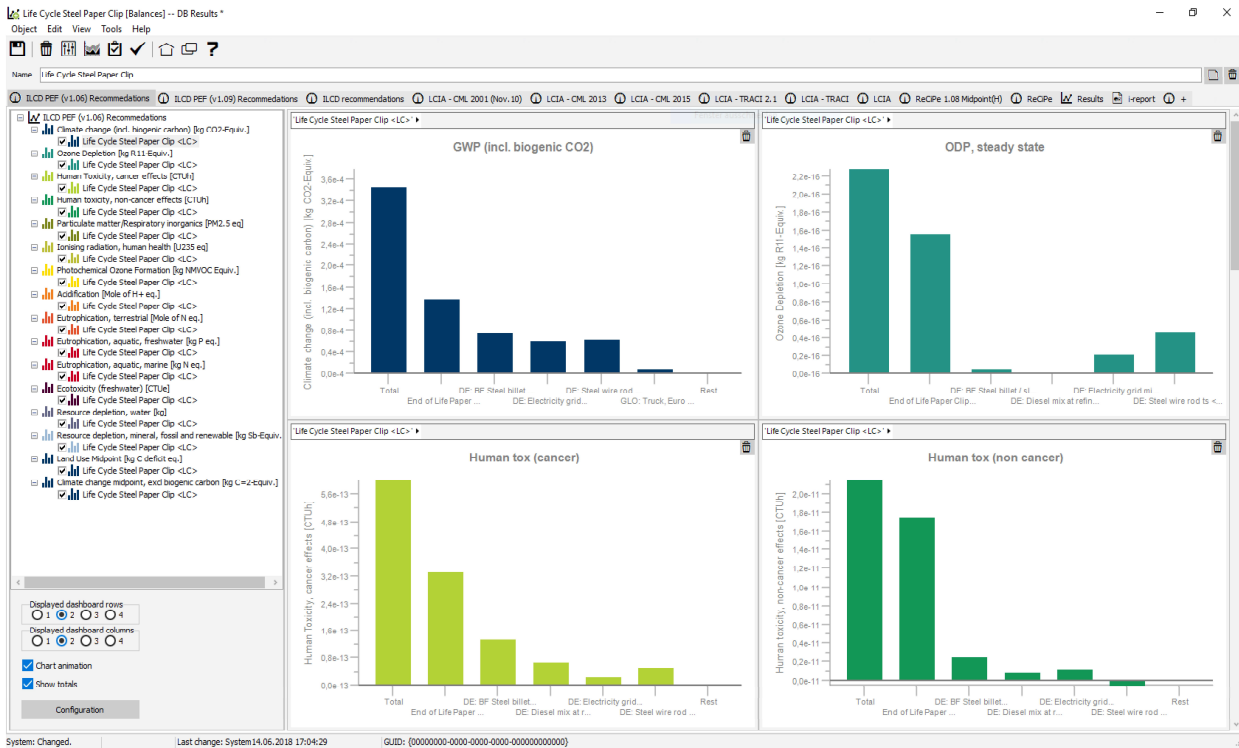 Life Cycle Steel Paper Clip [Balances] -- DB Results *
Object Edit View Tools Help
Name Life Cycle Steel Paper Clip
ILCD PEF (v1.06) Recommedations ILCD PEF (v1.09) Recommendations ILCD recommendations LCIA - CML 2001 (Nov. 10) LCIA - CML 2013 LCIA - CML 2015 LCIA - TRACI 2.1 LCIA - TRACI LCIA ReCiPe 1.08 Midpoint(H) ReCiPe Results i-report +
ILCD PEF (v1.06) Recommedations
Climate change (incl. biogenic carbon) [kg CO2-Equiv.]
Life Cycle Steel Paper Clip <LC>
Ozone Depletion [kg R11-Equiv.]
Life Cycle Steel Paper Clip <LC>
Human Toxicity, cancer effects [CTUh]
Life Cycle Steel Paper Clip <LC>
Human toxicity, non-cancer effects [CTUh]
Life Cycle Steel Paper Clip <LC>
Particulate matter/Respiratory inorganics [PM2.5 eq]
Life Cycle Steel Paper Clip <LC>
Ionising radiation, human health [U235 eq]
Life Cycle Steel Paper Clip <LC>
Photochemical Ozone Formation [kg NMVOC Equiv.]
Life Cycle Steel Paper Clip <LC>
Acidification [Mole of H+ eq.]
Life Cycle Steel Paper Clip <LC>
Eutrophication, terrestrial [Mole of N eq.]
Life Cycle Steel Paper Clip <LC>
Eutrophication, aquatic, freshwater [kg P eq.]
Life Cycle Steel Paper Clip <LC>
Eutrophication, aquatic, marine [kg N eq.]
Life Cycle Steel Paper Clip <LC>
Ecotoxicity (freshwater) [CTUe]
Life Cycle Steel Paper Clip <LC>
Resource depletion, water [kg]
Life Cycle Steel Paper Clip <LC>
Resource depletion, mineral, fossil and renewable [kg Sb-Equiv.
Life Cycle Steel Paper Clip <LC>
Land Use Midpoint [kg C deficit eq.]
Life Cycle Steel Paper Clip <LC>
Climate change midpoint, excl biogenic carbon [kg C=2-Equiv.]
Life Cycle Steel Paper Clip <LC>
Displayed dashboard rows
1 2 3 4
Displayed dashboard columns
1 2 3 4
Chart animation
Show totals
Configuration
'Life Cycle Steel Paper Clip <LC>'
GWP (incl. biogenic CO2)
Climate change (incl. biogenic carbon) [kg CO2-Equiv.]
3,6e-4
3,2e-4
2,8e-4
2,4e-4
2,0e-4
1,6e-4
1,2e-4
0,8e-4
0,4e-4
0,0e-4
Total DE: BF Steel billet... DE: Steel wire rod... Rest
End of Life Paper ... DE: Electricity grid... GLO: Truck, Euro ...
'Life Cycle Steel Paper Clip <LC>'
ODP, steady state
Ozone Depletion [kg R11-Equiv.]
2,2e-16
2,0e-16
1,8e-16
1,6e-16
1,4e-16
1,2e-16
1,0e-16
0,8e-16
0,6e-16
0,4e-16
0,2e-16
0,0e-16
Total DE: BF Steel billet / sl... DE: Electricity grid mi...
End of Life Paper Clip... DE: Diesel mix at refin... DE: Steel wire rod ts <...
'Life Cycle Steel Paper Clip <LC>'
Human tox (cancer)
Human Toxicity, cancer effects [CTUh]
5,6e-13
4,8e-13
4,0e-13
3,2e-13
2,4e-13
1,6e-13
0,8e-13
0,0e-13
Total DE: BF Steel billet... DE: Electricity grid... Rest
End of Life Paper ... DE: Diesel mix at r... DE: Steel wire rod ...
'Life Cycle Steel Paper Clip <LC>'
Human tox (non cancer)
Human toxicity, non-cancer effects [CTUh]
2,0e-11
1,8e-11
1,6e-11
1,4e-11
1,2e-11
1,0e-11
0,8e-11
0,6e-11
0,4e-11
0,2e-11
0,0e-11
Total DE: BF Steel billet... DE: Electricity grid... Rest
End of Life Paper ... DE: Diesel mix at r... DE: Steel wire rod ...
System: Changed. Last change: System14.06.2018 17:04:29 GUID: {00000000-0000-0000-0000-000000000000}